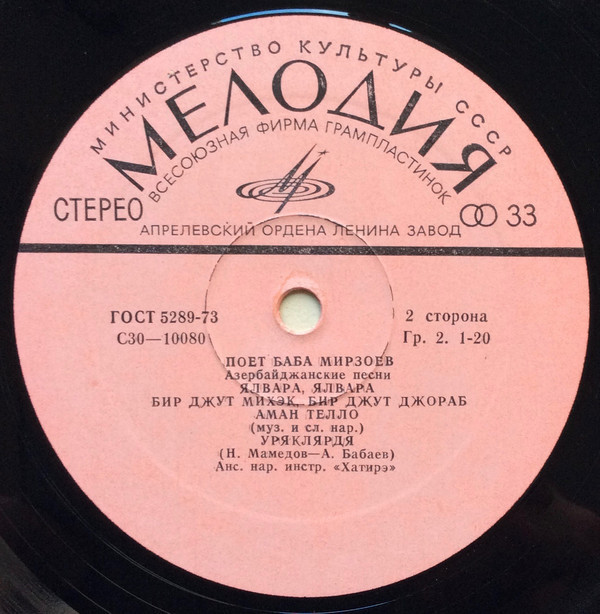 МИНИСТЕРСТВО КУЛЬТУРЫ СССР
МЕЛОДИЯ
ВСЕСОЮЗНАЯ ФИРМА ГРАМПЛАСТИНОК
СТЕРЕО 33
АПРЕЛЕВСКИЙ ОРДЕНА ЛЕНИНА ЗАВОД
ГОСТ 5289-73 2 сторона
С30—10080 Гр. 2. 1-20
ПОЕТ БАБА МИРЗОЕВ
Азербайджанские песни
ЯЛВАРА, ЯЛВАРА
БИР ДЖУТ МИХЭК, БИР ДЖУТ ДЖОРАБ
АМАН ТЕЛЛО
(муз. и сл. нар.)
УРЯКЛЯРДЯ
(Н. Мамедов—А. Бабаев)
Анс. нар. инстр. «Хатирэ»